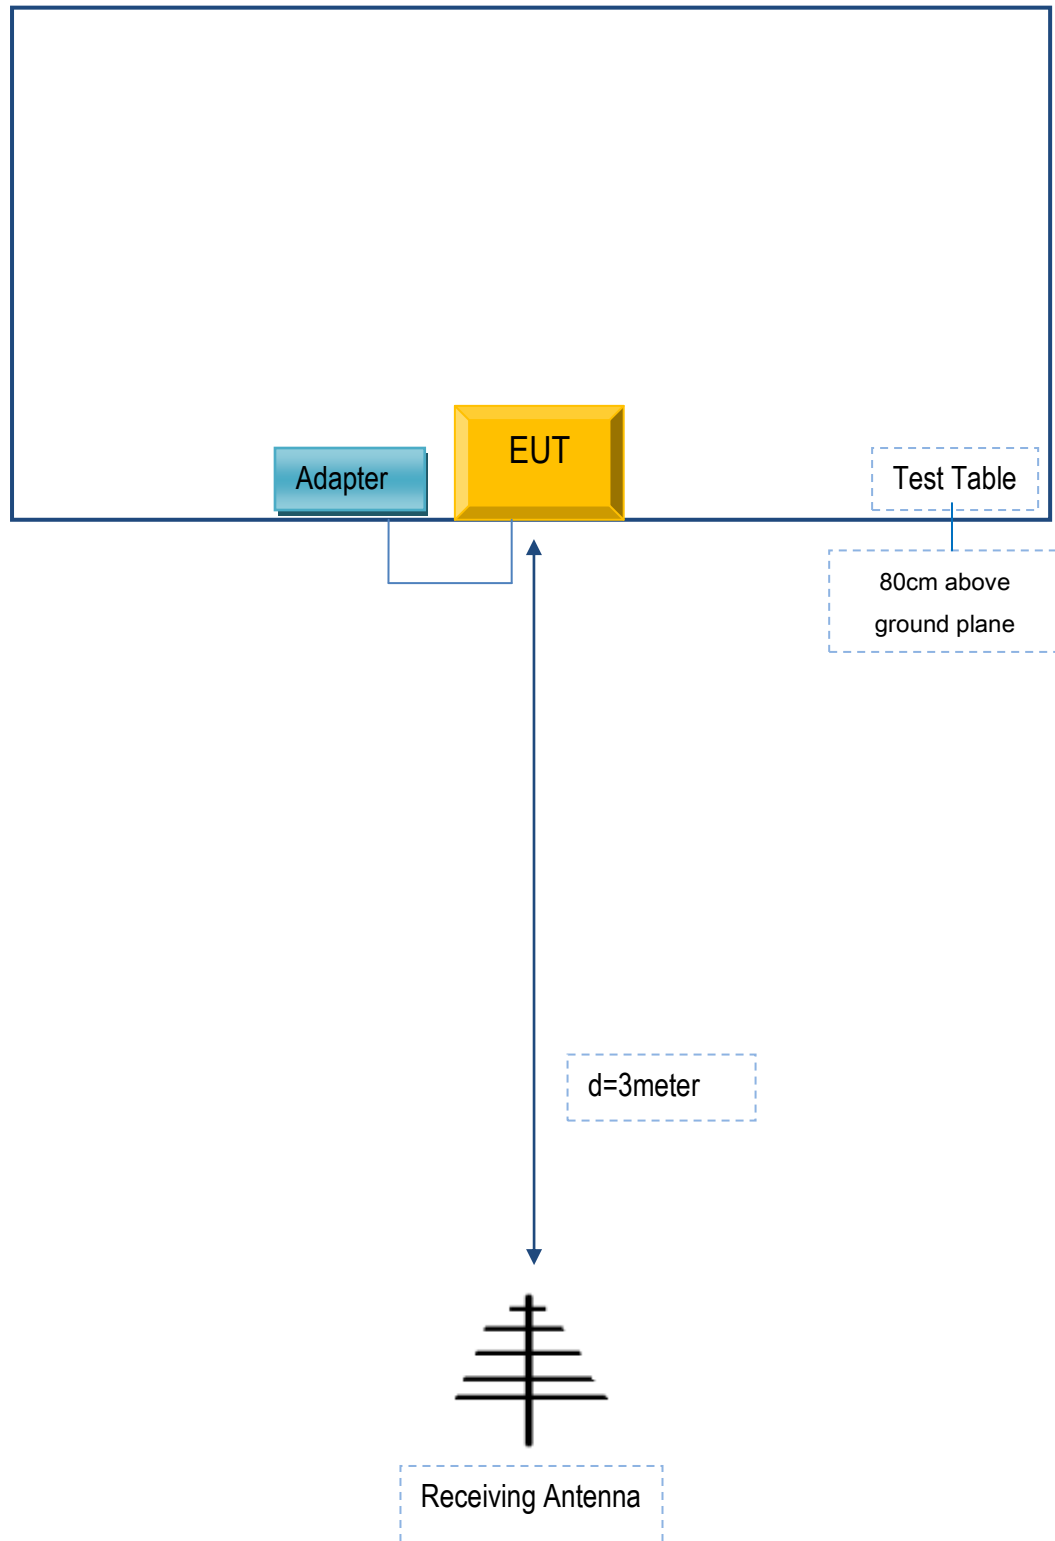 EUT
Adapter
Test Table
80cm above
ground plane
d=3meter
Receiving Antenna